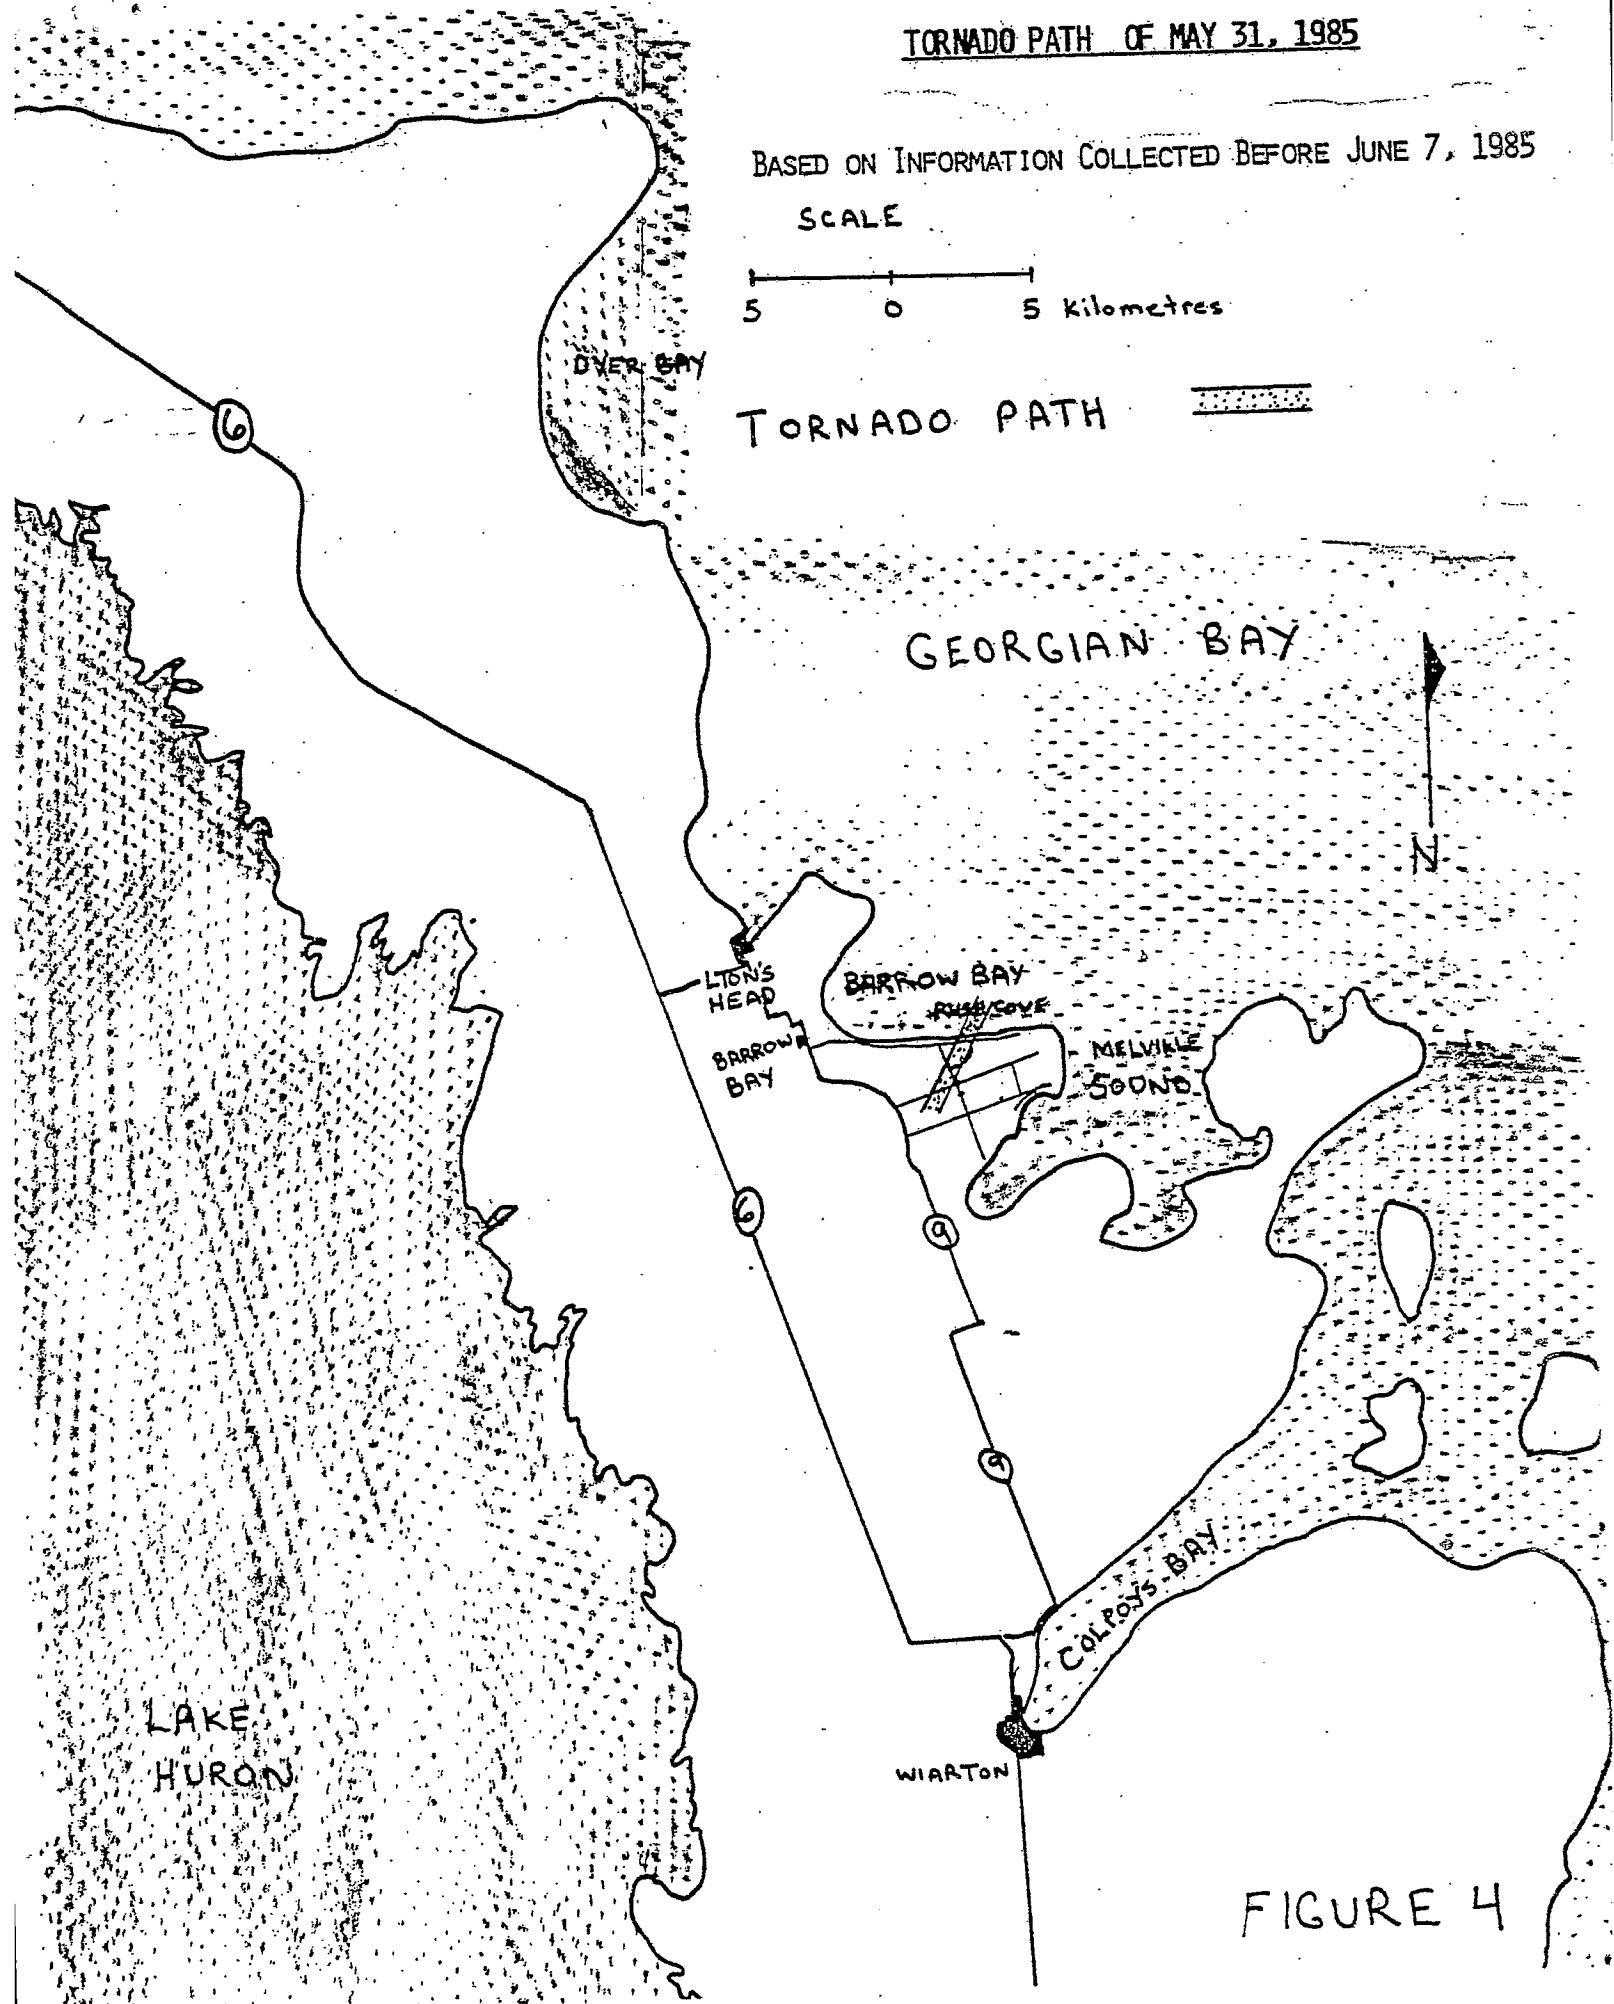 TORNADO PATH OF MAY 31, 1985
BASED ON INFORMATION COLLECTED BEFORE JUNE 7, 1985
SCALE
5 0 5 Kilometres
DYER BAY
TORNADO PATH
6
GEORGIAN BAY
N
LION'S
HEAD
BARROW BAY
RUSH COVE
BARROW
BAY
MELVILLE
SOUND
6
9
9
COLPOYS BAY
LAKE
HURON
WIARTON
FIGURE 4